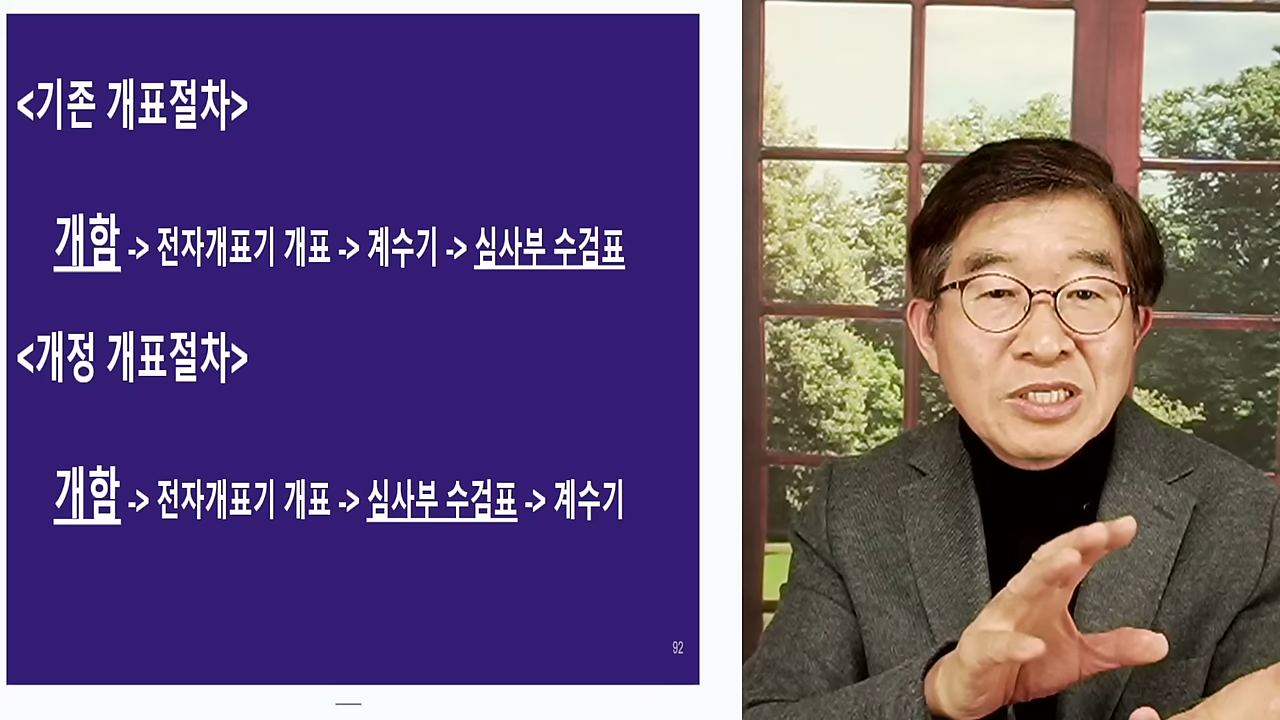 <기존 개표절차>
개함 -> 전자개표기 개표 -> 계수기 -> 심사부 수검표
<개정 개표절차>
개함 -> 전자개표기 개표 -> 심사부 수검표 -> 계수기
92